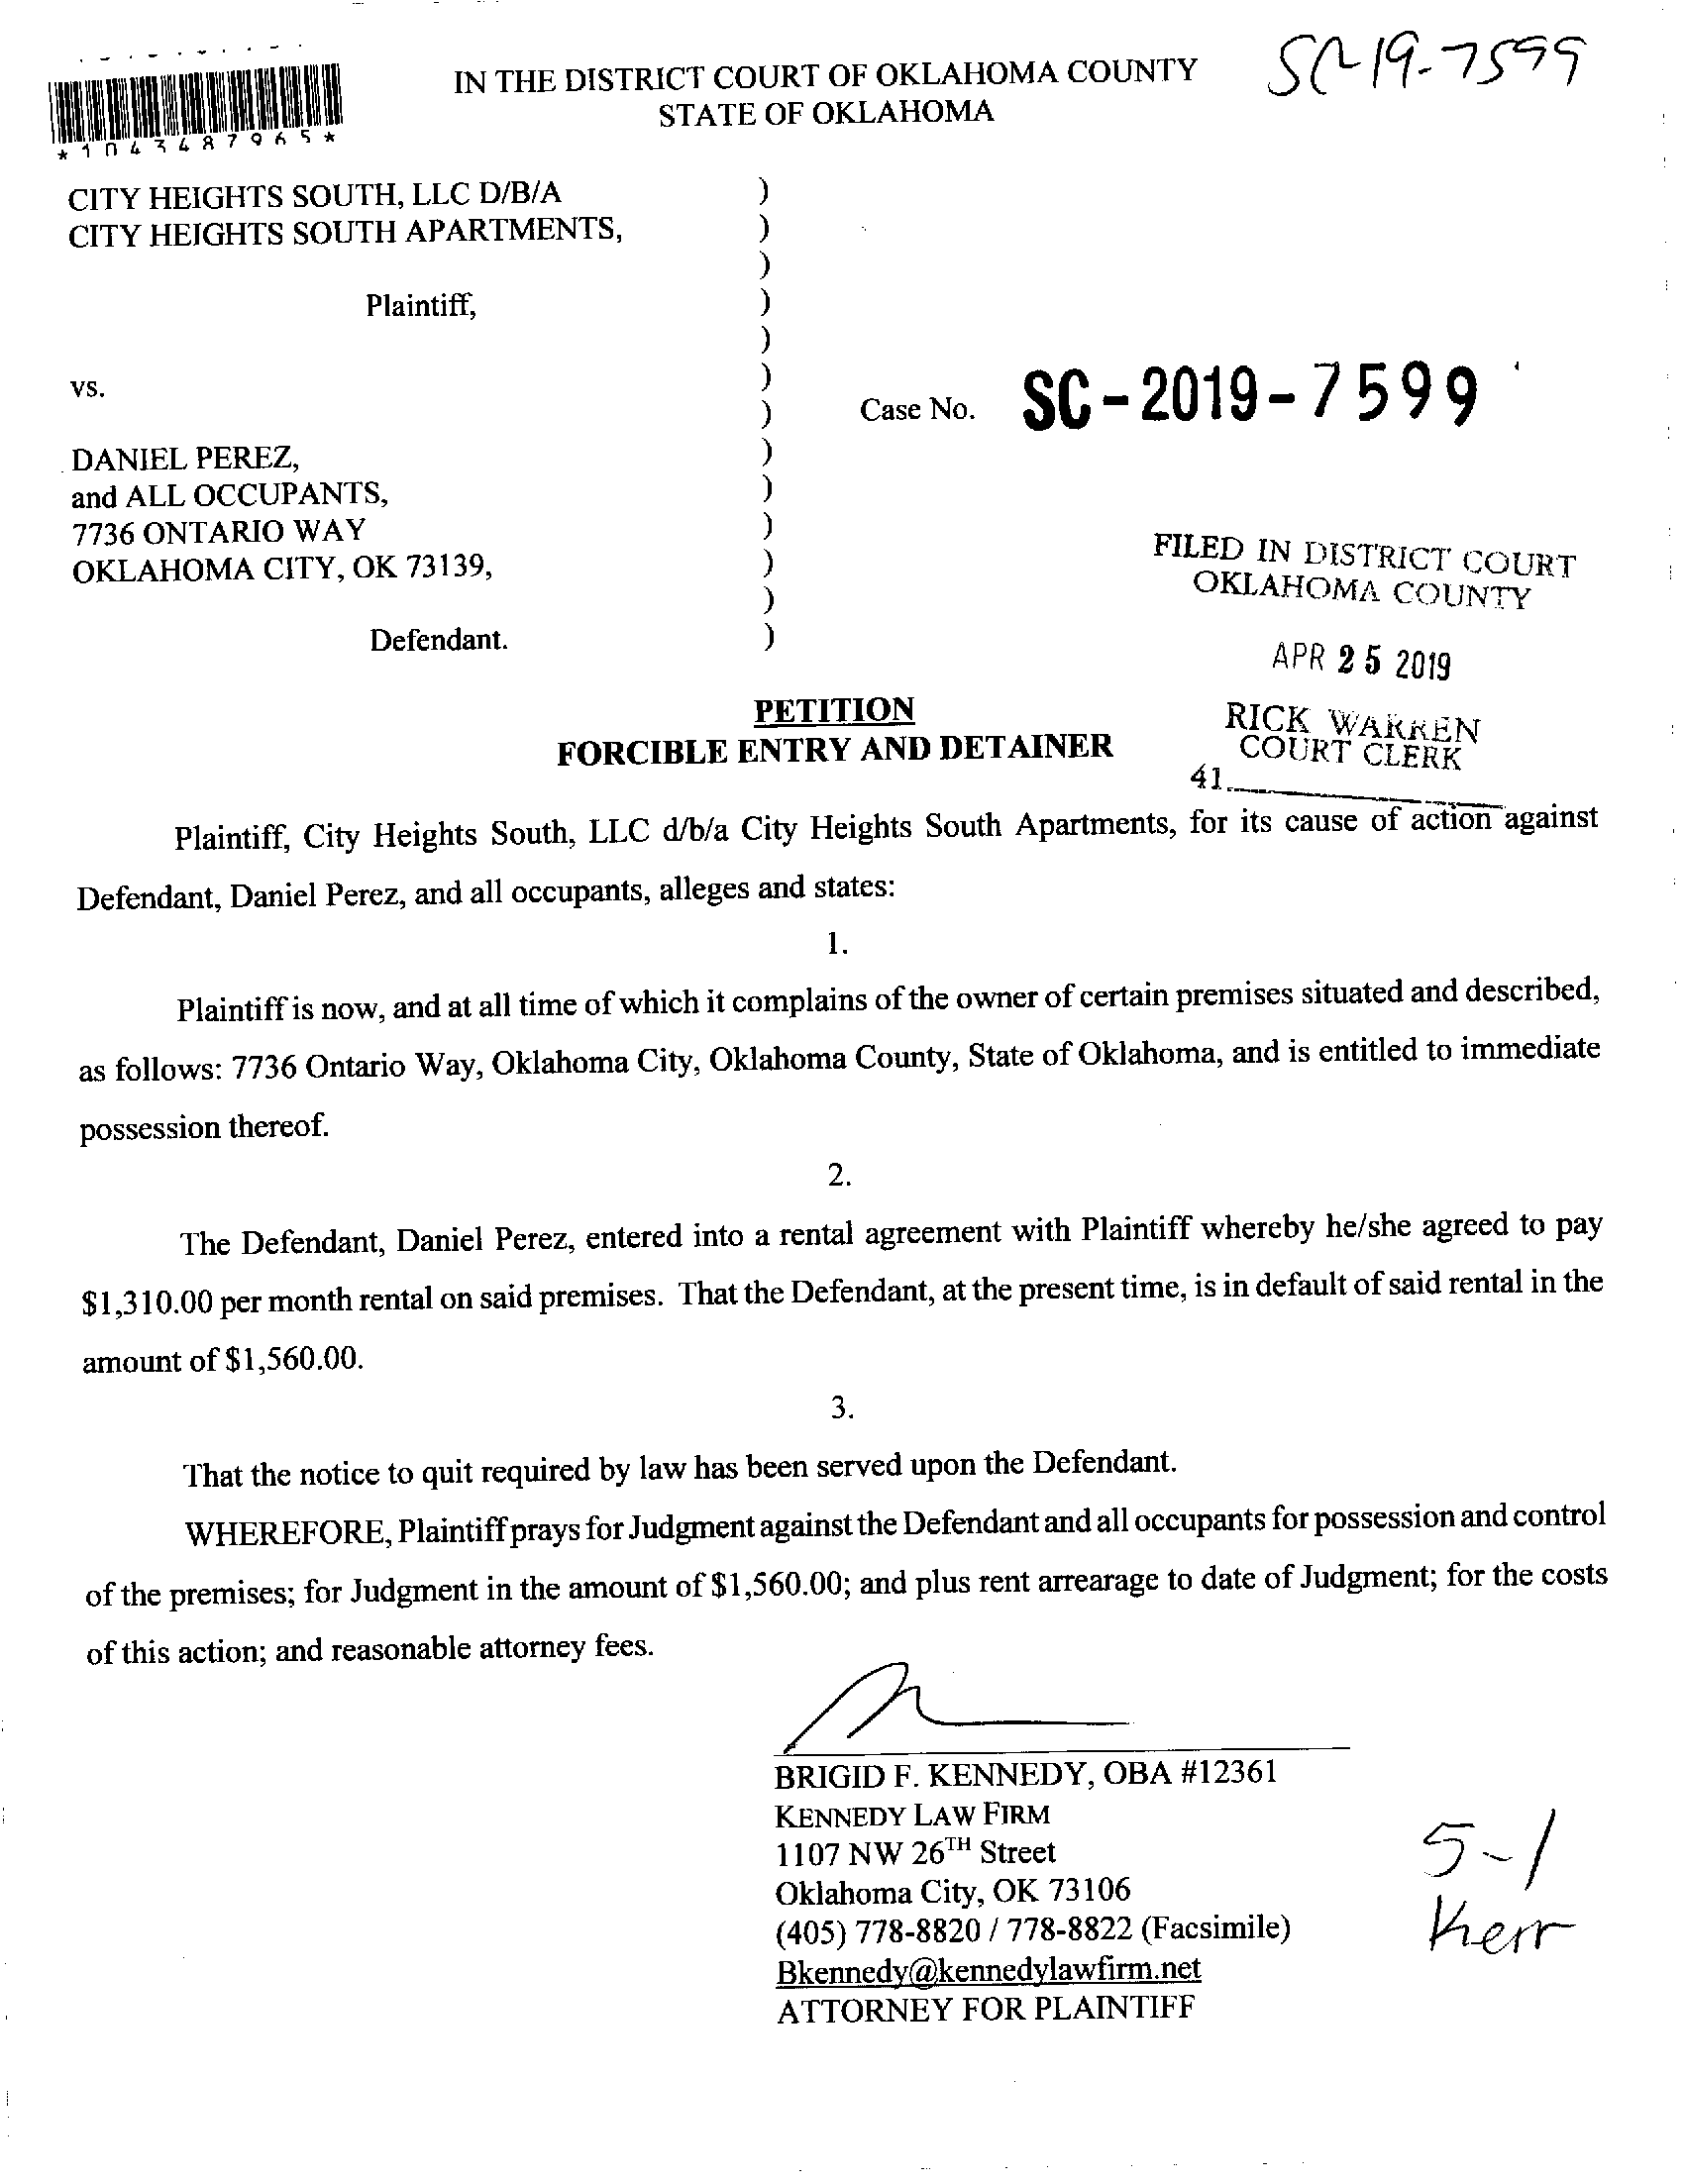 SC-19-7599
IN THE DISTRICT COURT OF OKLAHOMA COUNTY
STATE OF OKLAHOMA
*1043487965*
CITY HEIGHTS SOUTH, LLC D/B/A )
CITY HEIGHTS SOUTH APARTMENTS, )
)
Plaintiff, )
)
vs. )
) Case No. SC-2019-7599
DANIEL PEREZ, )
and ALL OCCUPANTS, )
7736 ONTARIO WAY )
OKLAHOMA CITY, OK 73139, )
)
Defendant. )
FILED IN DISTRICT COURT
OKLAHOMA COUNTY
APR 25 2019
RICK WARREN
COURT CLERK
41
PETITION
FORCIBLE ENTRY AND DETAINER
Plaintiff, City Heights South, LLC d/b/a City Heights South Apartments, for its cause of action against
Defendant, Daniel Perez, and all occupants, alleges and states:
1.
Plaintiff is now, and at all time of which it complains of the owner of certain premises situated and described,
as follows: 7736 Ontario Way, Oklahoma City, Oklahoma County, State of Oklahoma, and is entitled to immediate
possession thereof.
2.
The Defendant, Daniel Perez, entered into a rental agreement with Plaintiff whereby he/she agreed to pay
$1,310.00 per month rental on said premises. That the Defendant, at the present time, is in default of said rental in the
amount of $1,560.00.
3.
That the notice to quit required by law has been served upon the Defendant.
WHEREFORE, Plaintiff prays for Judgment against the Defendant and all occupants for possession and control
of the premises; for Judgment in the amount of $1,560.00; and plus rent arrearage to date of Judgment; for the costs
of this action; and reasonable attorney fees.
BRIGID F. KENNEDY, OBA #12361
KENNEDY LAW FIRM
1107 NW 26TH Street
Oklahoma City, OK 73106
(405) 778-8820 / 778-8822 (Facsimile)
Bkennedy@kennedylawfirm.net
ATTORNEY FOR PLAINTIFF
5-1
Kerr